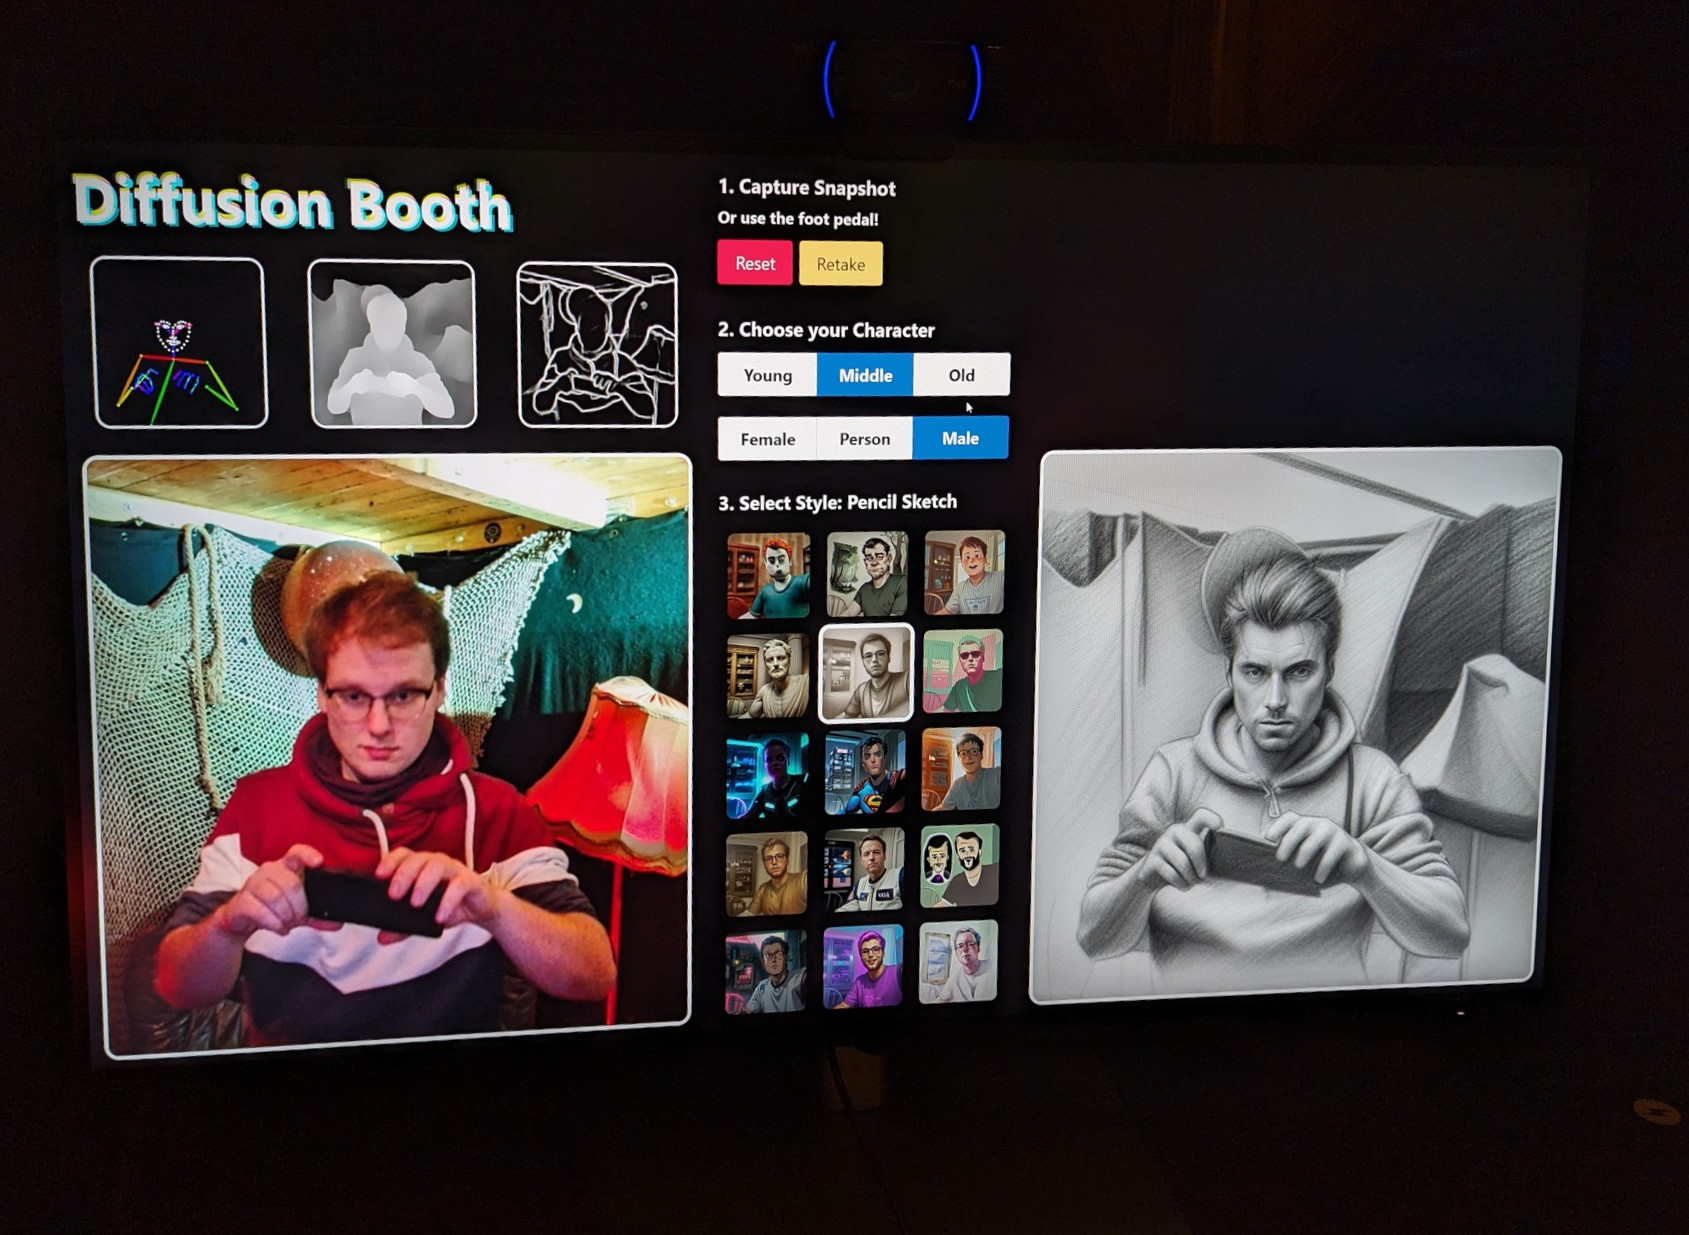 Diffusion Booth
1. Capture Snapshot
Or use the foot pedal!
Reset
Retake
2. Choose your Character
Young
Middle
Old
Female
Person
Male
3. Select Style: Pencil Sketch